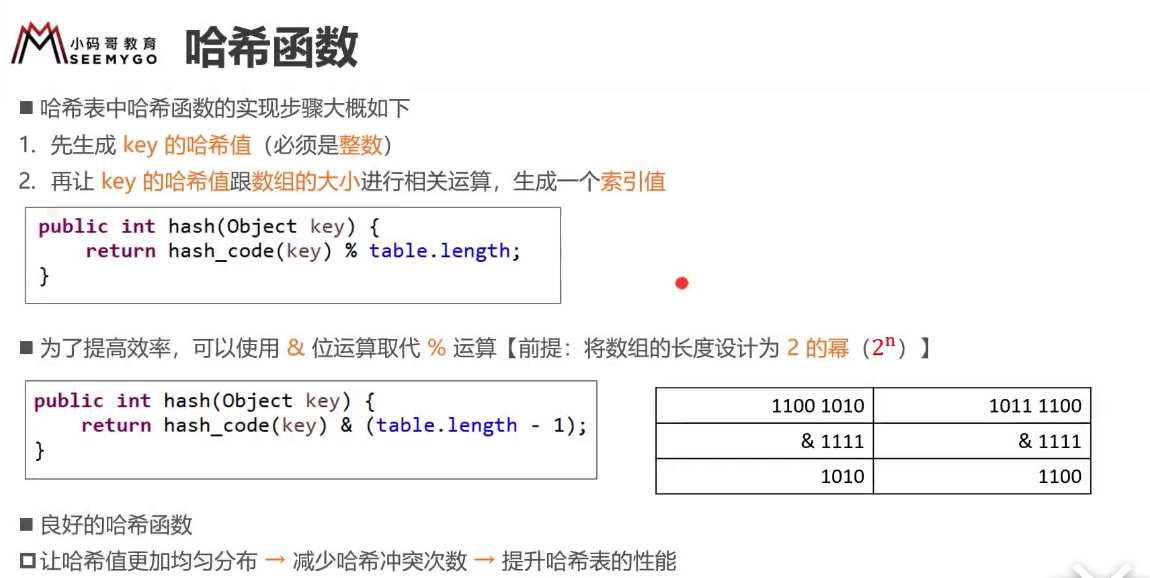 小码哥教育
SEEMYGO
哈希函数
■ 哈希表中哈希函数的实现步骤大概如下
1. 先生成 key 的哈希值（必须是整数）
2. 再让 key 的哈希值跟数组的大小进行相关运算，生成一个索引值
public int hash(Object key) {
return hash_code(key) % table.length;
}
■ 为了提高效率，可以使用 & 位运算取代 % 运算【前提：将数组的长度设计为 2 的幂（2ⁿ）】
public int hash(Object key) {
return hash_code(key) & (table.length - 1);
}
1100 1010 1011 1100
& 1111 & 1111
1010 1100
■ 良好的哈希函数
让哈希值更加均匀分布 → 减少哈希冲突次数 → 提升哈希表的性能